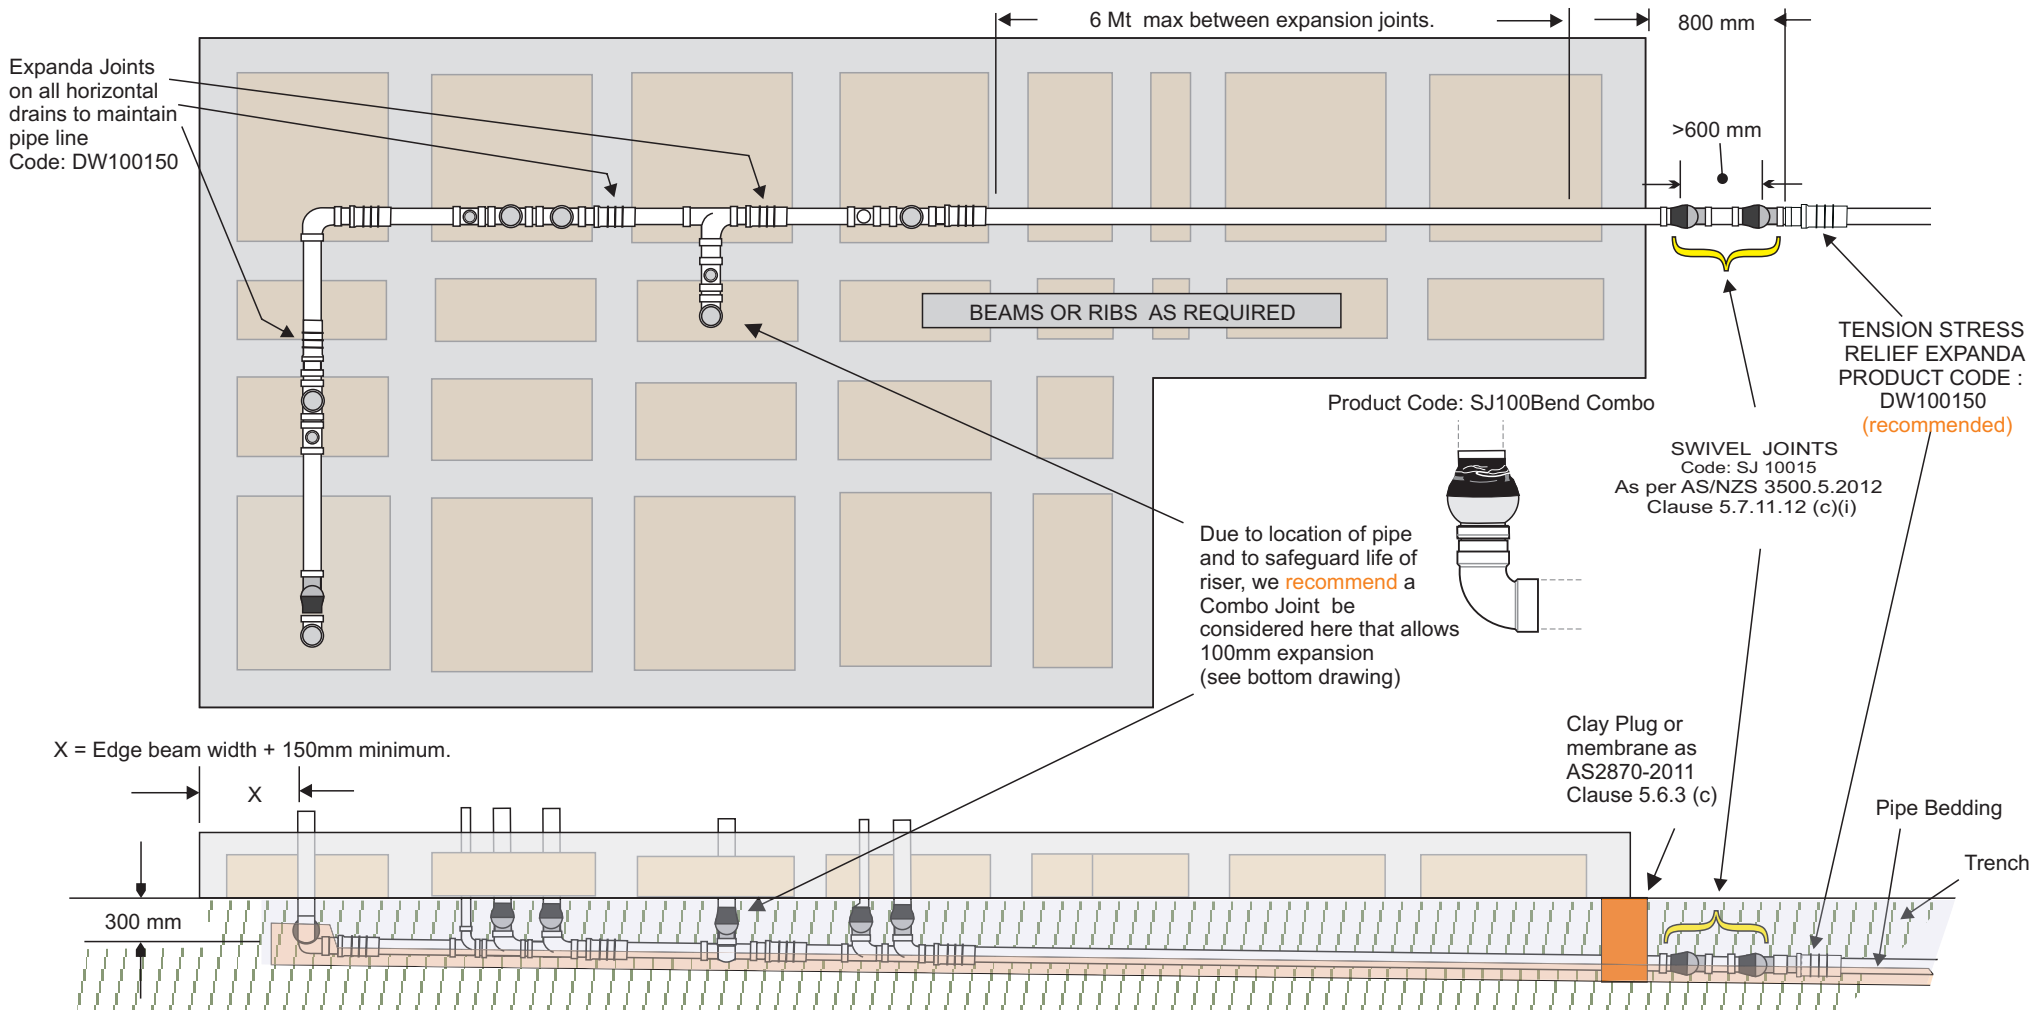 6 Mt max between expansion joints.
800 mm
Expanda Joints
on all horizontal
drains to maintain
pipe line
Code: DW100150
>600 mm
BEAMS OR RIBS AS REQUIRED
TENSION STRESS
RELIEF EXPANDA
PRODUCT CODE :
DW100150
(recommended)
Product Code: SJ100Bend Combo
SWIVEL JOINTS
Code: SJ 10015
As per AS/NZS 3500.5.2012
Clause 5.7.11.12 (c)(i)
Due to location of pipe
and to safeguard life of
riser, we recommend a
Combo Joint be
considered here that allows
100mm expansion
(see bottom drawing)
Clay Plug or
membrane as
AS2870-2011
Clause 5.6.3 (c)
X = Edge beam width + 150mm minimum.
X
Pipe Bedding
Trench
300 mm